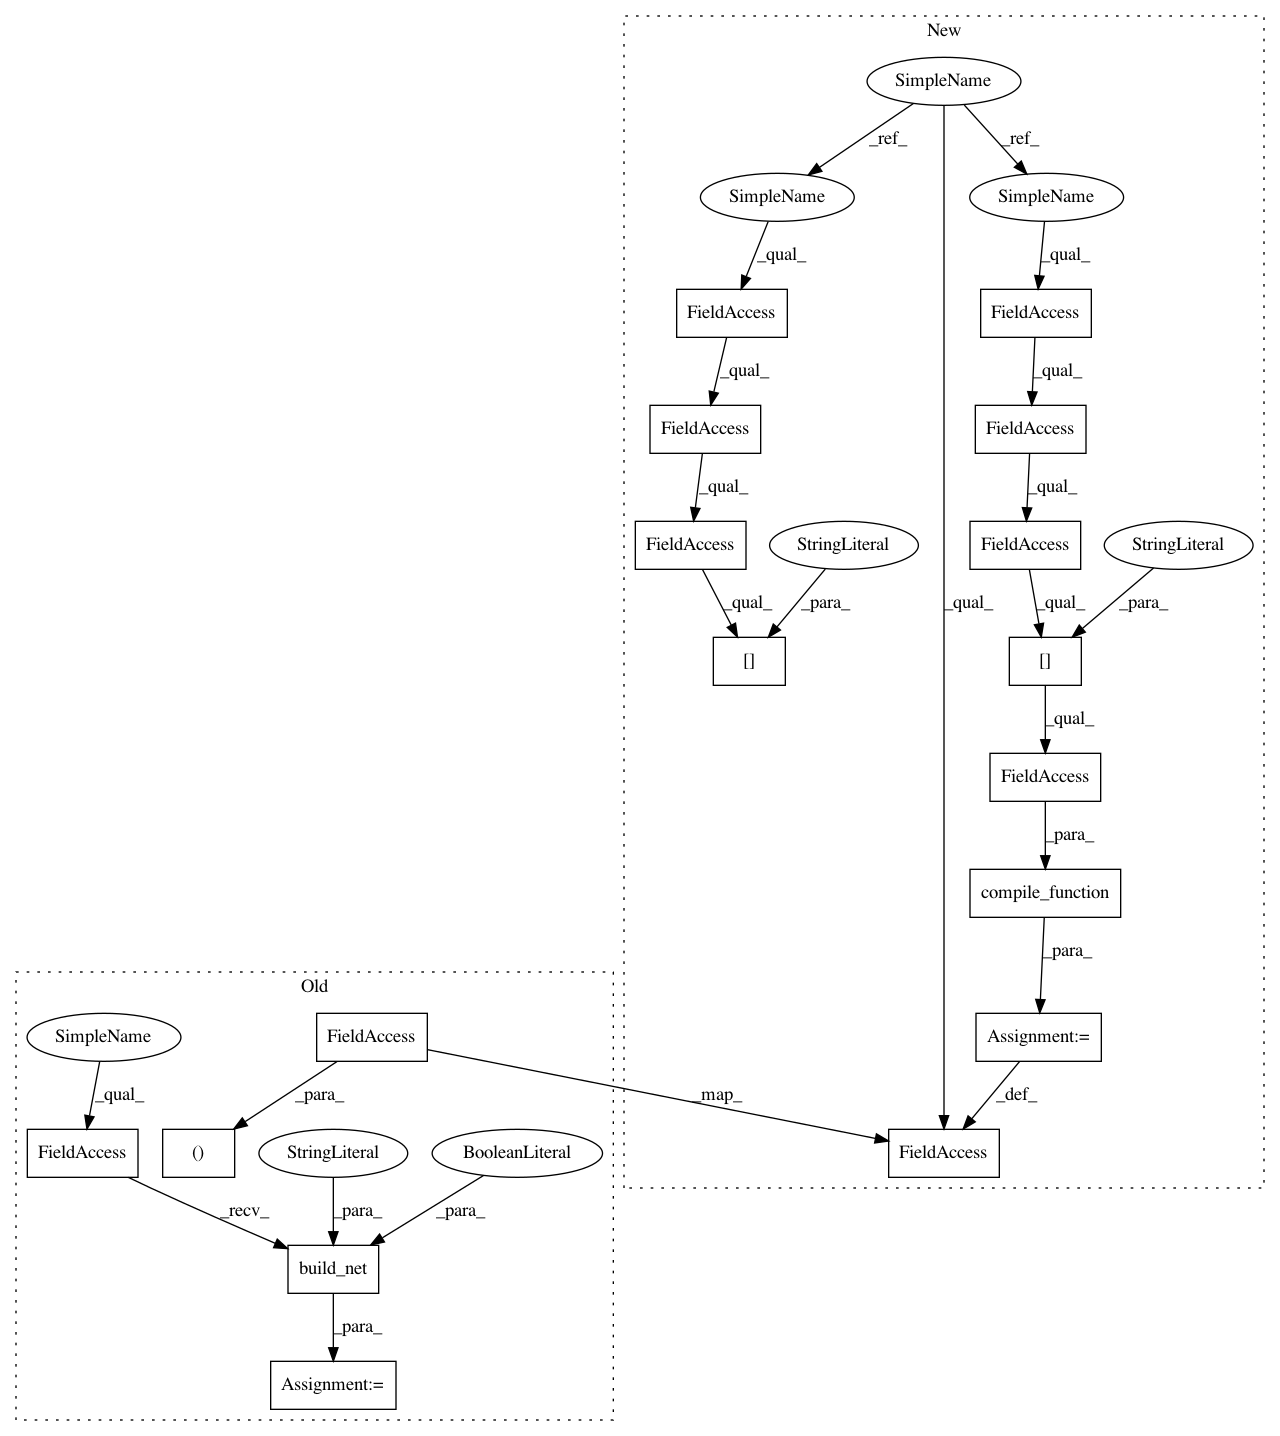 New
SimpleName
_ref_
_ref_
SimpleName
SimpleName
_qual_
_qual_
FieldAccess
FieldAccess
_qual_
_qual_
FieldAccess
FieldAccess
_qual_
_qual_
FieldAccess
StringLiteral
FieldAccess
StringLiteral
_qual_
_para_
_qual_
_qual_
_para_
[]
[]
_qual_
FieldAccess
_para_
compile_function
_para_
Old
SimpleName
FieldAccess
Assignment:=
_qual_
_para_
_map_
_def_
FieldAccess
()
StringLiteral
BooleanLiteral
FieldAccess
_recv_
_para_
_para_
build_net
_para_
Assignment:=